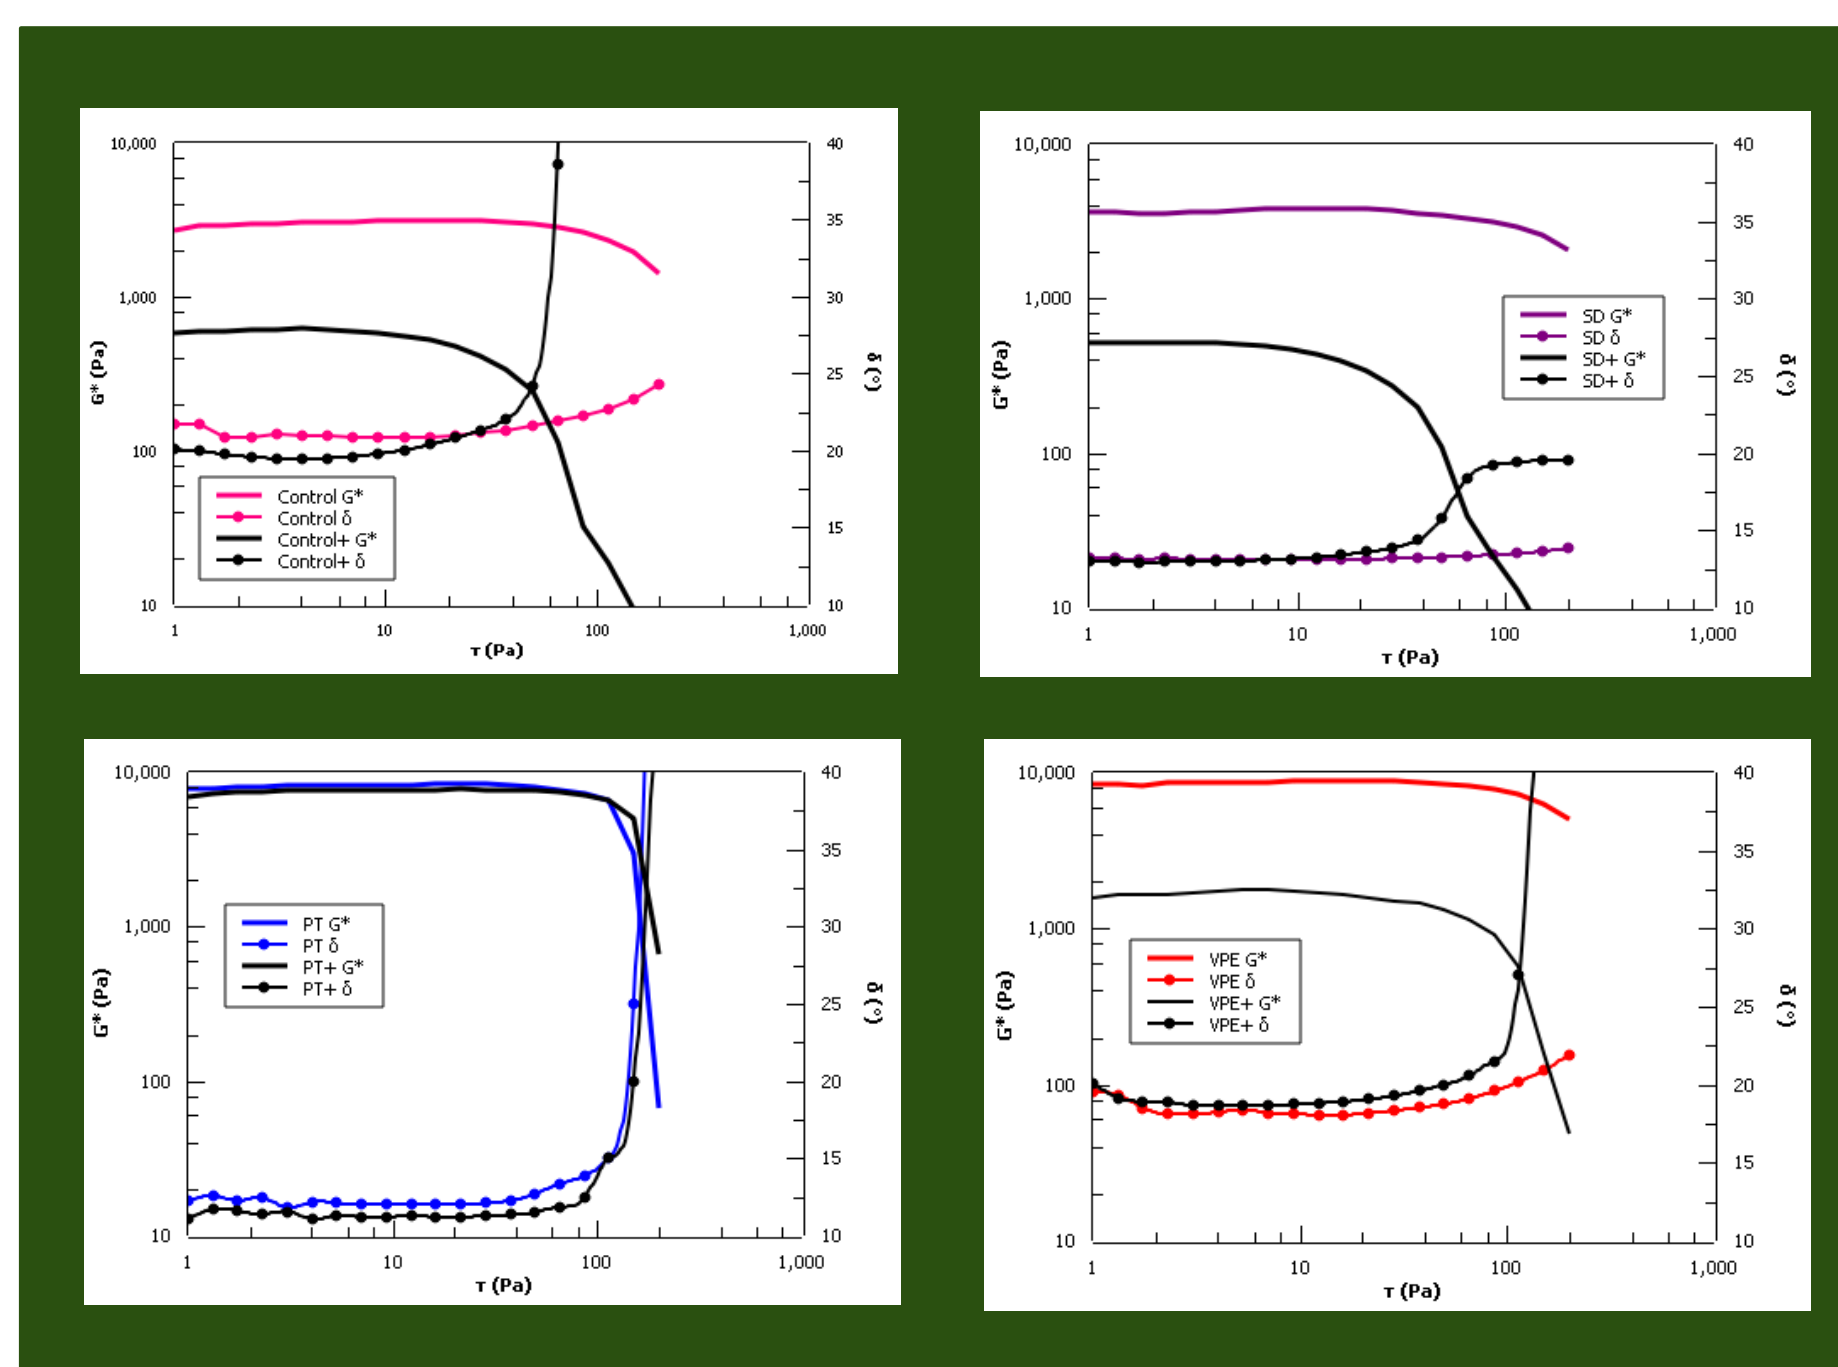 10,000
1,000
100
10
40
35
30
25
20
15
10
G* (Pa)
δ (°)
Control G*
Control δ
Control+ G*
Control+ δ
1
10
100
1,000
τ (Pa)
10,000
1,000
100
10
40
35
30
25
20
15
10
G* (Pa)
δ (°)
SD G*
SD δ
SD+ G*
SD+ δ
1
10
100
1,000
τ (Pa)
10,000
1,000
100
10
40
35
30
25
20
15
10
G* (Pa)
δ (°)
PT G*
PT δ
PT+ G*
PT+ δ
1
10
100
1,000
τ (Pa)
10,000
1,000
100
10
40
35
30
25
20
15
10
G* (Pa)
δ (°)
VPE G*
VPE δ
VPE+ G*
VPE+ δ
1
10
100
1,000
τ (Pa)